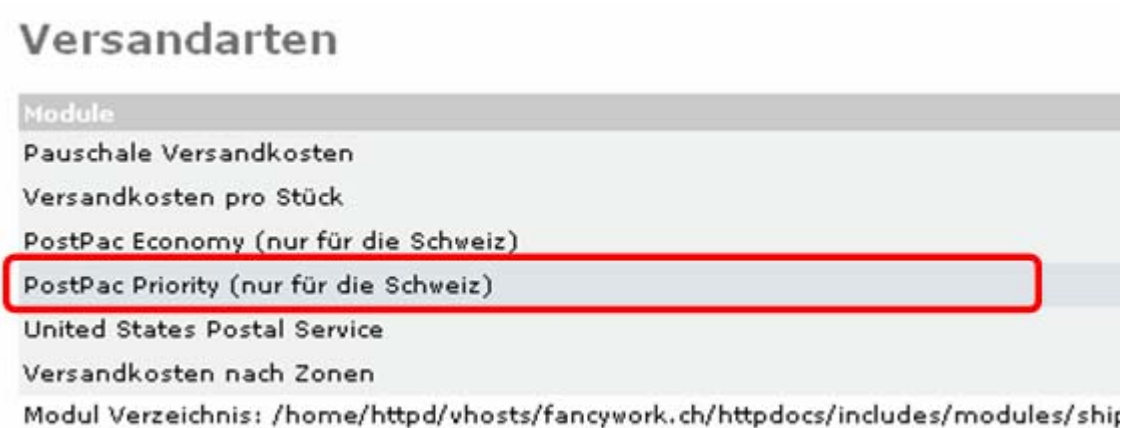 Versandarten
Module
Pauschale Versandkosten
Versandkosten pro Stück
PostPac Economy (nur für die Schweiz)
PostPac Priority (nur für die Schweiz)
United States Postal Service
Versandkosten nach Zonen
Modul Verzeichnis: /home/httpd/vhosts/fancywork.ch/httpdocs/includes/modules/ship